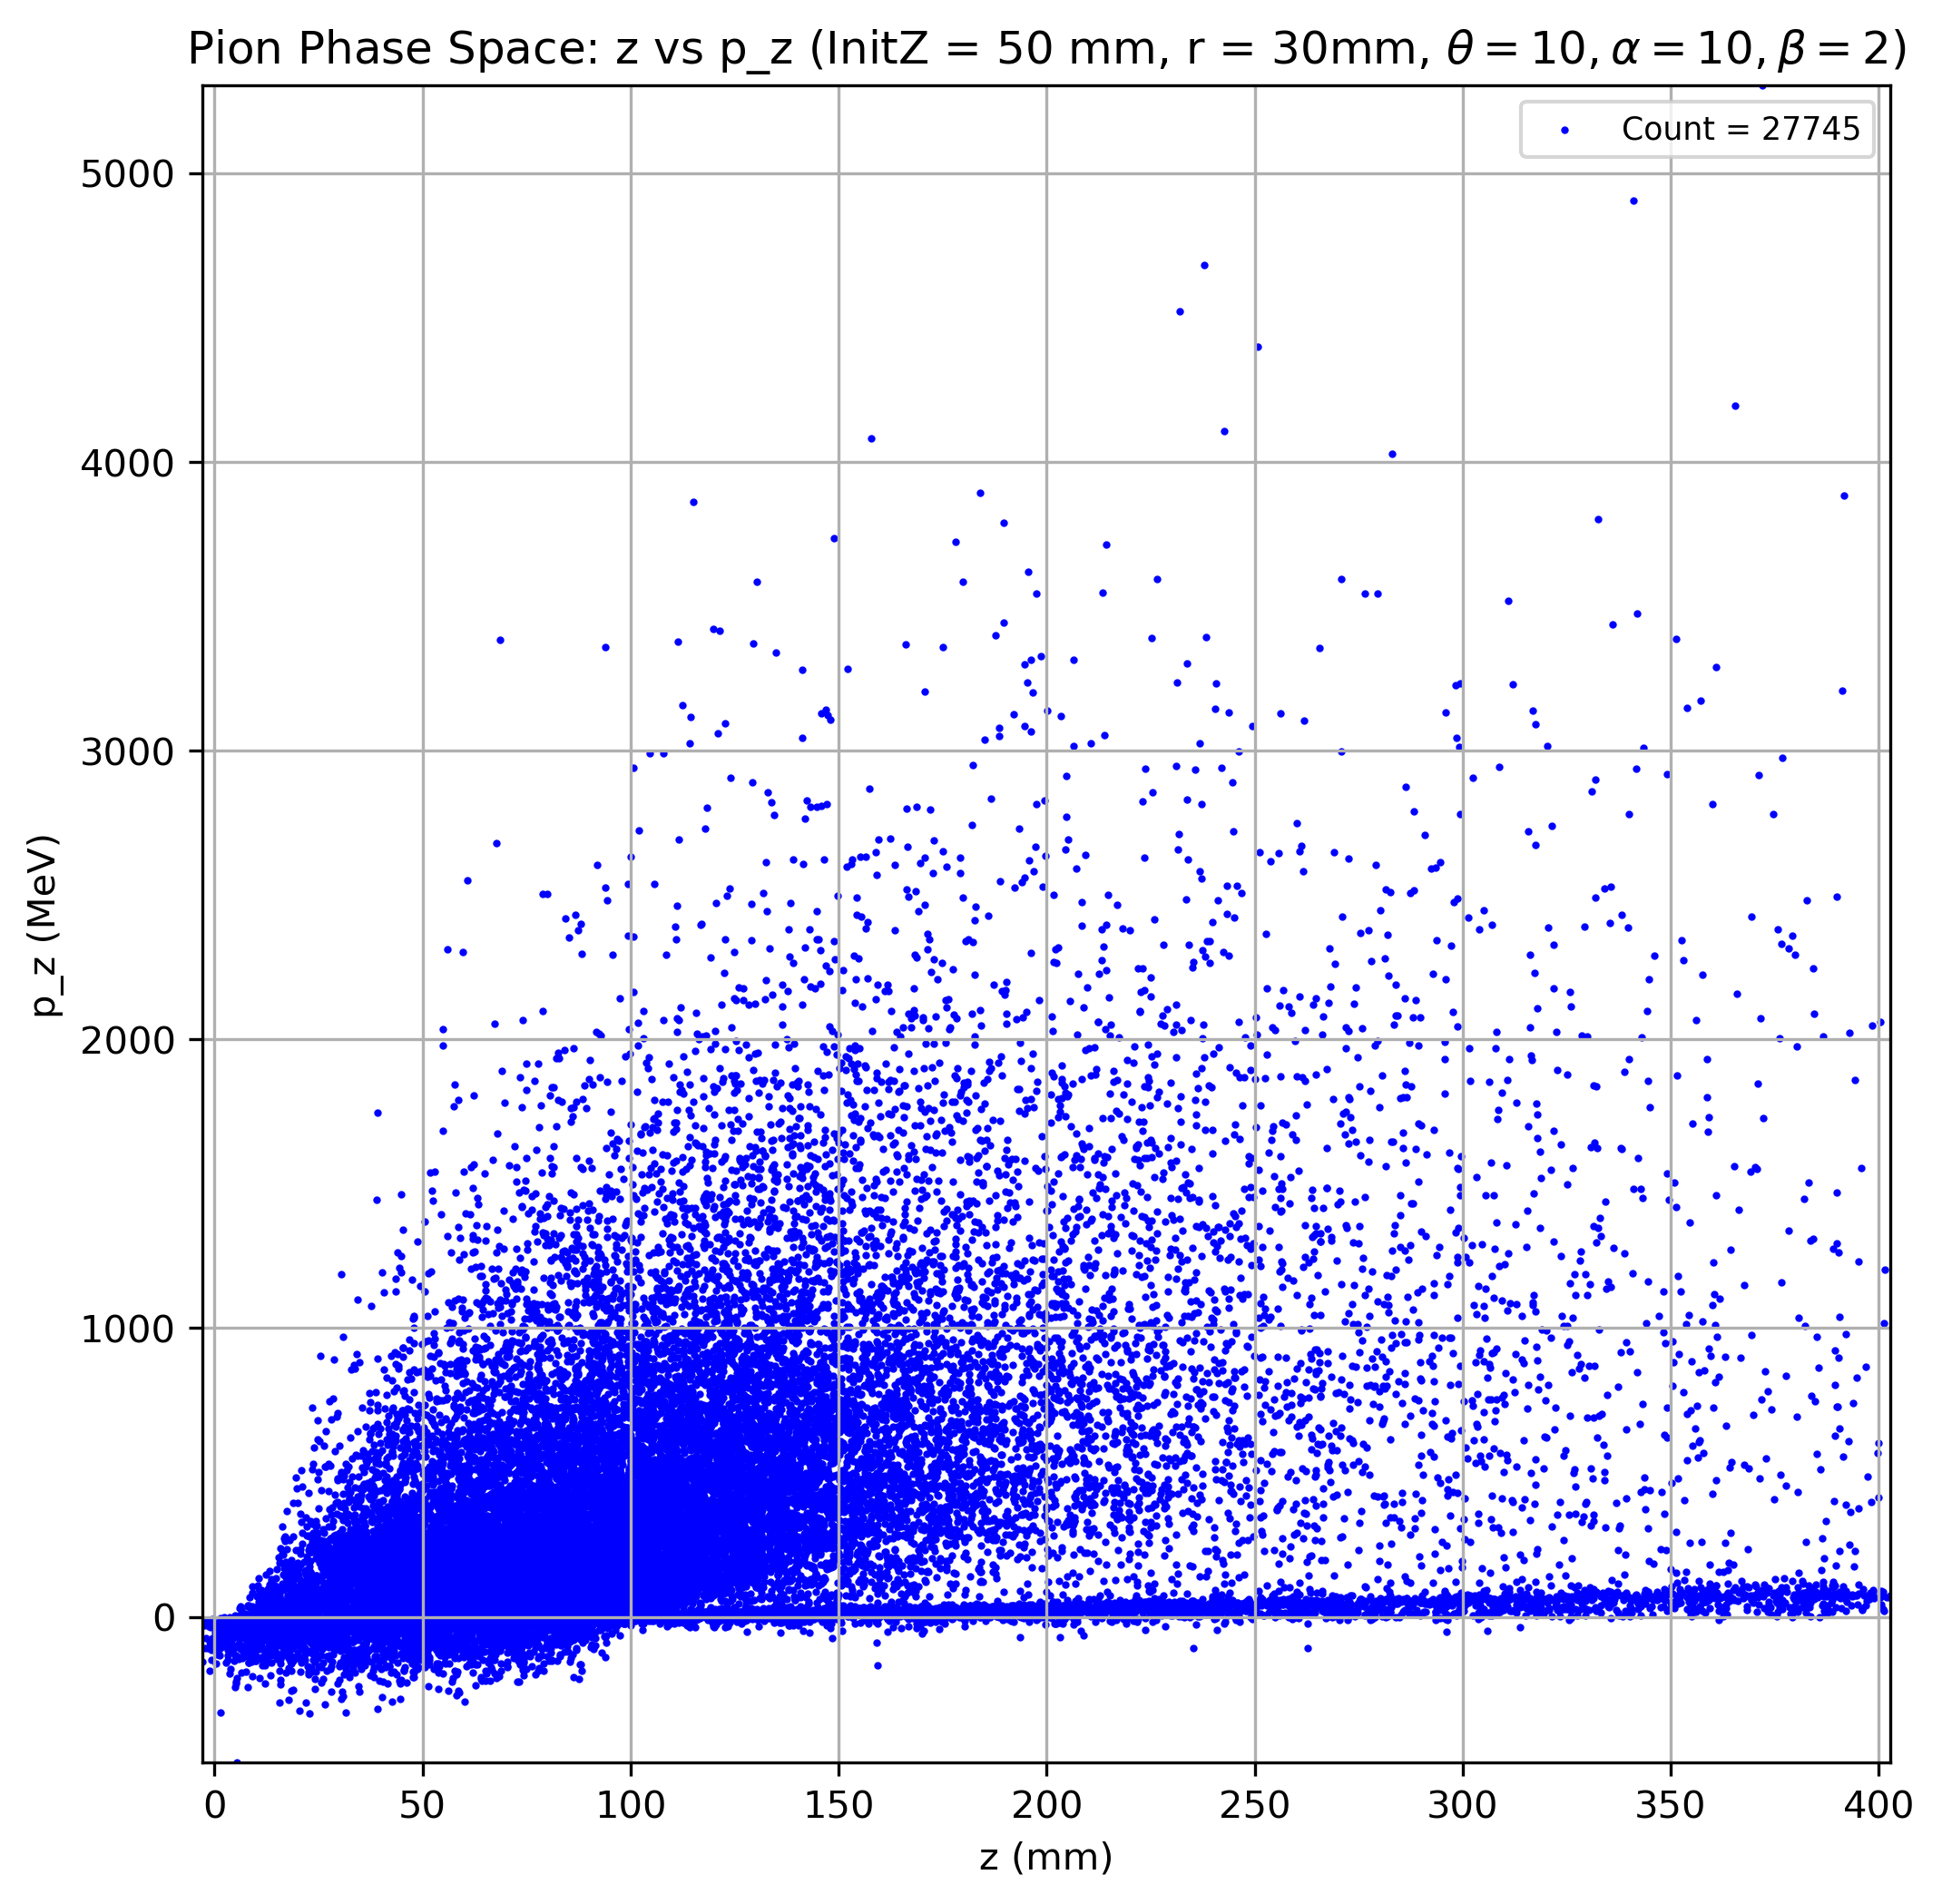 Pion Phase Space: z vs p_z (InitZ = 50 mm, r = 30mm, θ = 10, α = 10, β = 2)
Count = 27745
5000
4000
3000
2000
1000
0
p_z (MeV)
0 50 100 150 200 250 300 350 400
z (mm)